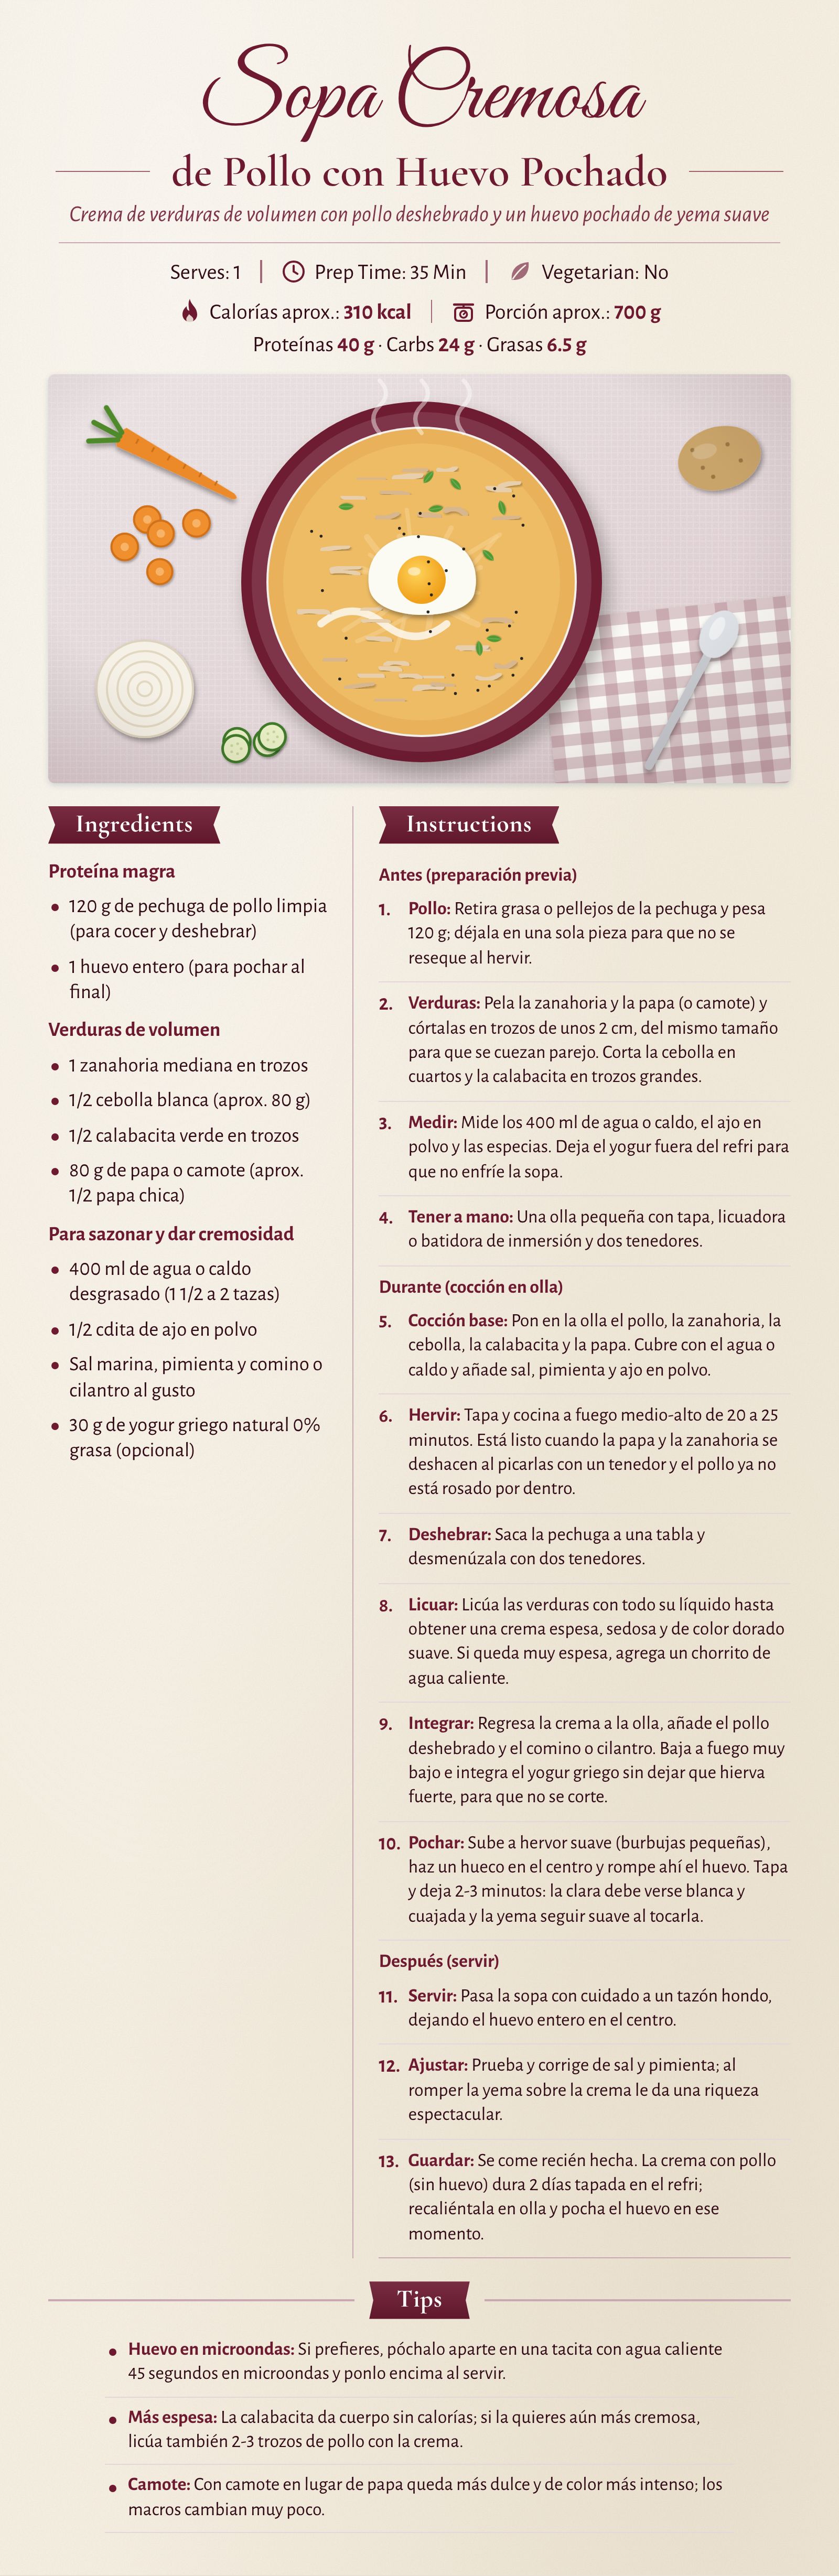 Sopa Cremosa
de Pollo con Huevo Pochado
Crema de verduras de volumen con pollo deshebrado y un huevo pochado de yema suave
Serves: 1 | Prep Time: 35 Min | Vegetarian: No
Calorías aprox.: 310 kcal | Porción aprox.: 700 g
Proteínas 40 g · Carbs 24 g · Grasas 6.5 g
Ingredients
Proteína magra
• 120 g de pechuga de pollo limpia
(para cocer y deshebrar)
• 1 huevo entero (para pochar al
final)
Verduras de volumen
• 1 zanahoria mediana en trozos
• 1/2 cebolla blanca (aprox. 80 g)
• 1/2 calabacita verde en trozos
• 80 g de papa o camote (aprox.
1/2 papa chica)
Para sazonar y dar cremosidad
• 400 ml de agua o caldo
desgrasado (1 1/2 a 2 tazas)
• 1/2 cdita de ajo en polvo
• Sal marina, pimienta y comino o
cilantro al gusto
• 30 g de yogur griego natural 0%
grasa (opcional)
Instructions
Antes (preparación previa)
1. Pollo: Retira grasa o pellejos de la pechuga y pesa
120 g; déjala en una sola pieza para que no se
reseque al hervir.
2. Verduras: Pela la zanahoria y la papa (o camote) y
córtalas en trozos de unos 2 cm, del mismo tamaño
para que se cuezan parejo. Corta la cebolla en
cuartos y la calabacita en trozos grandes.
3. Medir: Mide los 400 ml de agua o caldo, el ajo en
polvo y las especias. Deja el yogur fuera del refri para
que no enfríe la sopa.
4. Tener a mano: Una olla pequeña con tapa, licuadora
o batidora de inmersión y dos tenedores.
Durante (cocción en olla)
5. Cocción base: Pon en la olla el pollo, la zanahoria, la
cebolla, la calabacita y la papa. Cubre con el agua o
caldo y añade sal, pimienta y ajo en polvo.
6. Hervir: Tapa y cocina a fuego medio-alto de 20 a 25
minutos. Está listo cuando la papa y la zanahoria se
deshacen al picarlas con un tenedor y el pollo ya no
está rosado por dentro.
7. Deshebrar: Saca la pechuga a una tabla y
desmenúzala con dos tenedores.
8. Licuar: Licúa las verduras con todo su líquido hasta
obtener una crema espesa, sedosa y de color dorado
suave. Si queda muy espesa, agrega un chorrito de
agua caliente.
9. Integrar: Regresa la crema a la olla, añade el pollo
deshebrado y el comino o cilantro. Baja a fuego muy
bajo e integra el yogur griego sin dejar que hierva
fuerte, para que no se corte.
10. Pochar: Sube a hervor suave (burbujas pequeñas),
haz un hueco en el centro y rompe ahí el huevo. Tapa
y deja 2-3 minutos: la clara debe verse blanca y
cuajada y la yema seguir suave al tocarla.
Después (servir)
11. Servir: Pasa la sopa con cuidado a un tazón hondo,
dejando el huevo entero en el centro.
12. Ajustar: Prueba y corrige de sal y pimienta; al
romper la yema sobre la crema le da una riqueza
espectacular.
13. Guardar: Se come recién hecha. La crema con pollo
(sin huevo) dura 2 días tapada en el refri;
recaliéntala en olla y pocha el huevo en ese
momento.
Tips
• Huevo en microondas: Si prefieres, póchalo aparte en una tacita con agua caliente
45 segundos en microondas y ponlo encima al servir.
• Más espesa: La calabacita da cuerpo sin calorías; si la quieres aún más cremosa,
licúa también 2-3 trozos de pollo con la crema.
• Camote: Con camote en lugar de papa queda más dulce y de color más intenso; los
macros cambian muy poco.